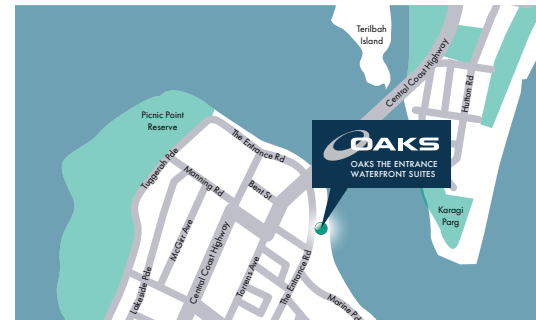 Terilbah
Island
Central Coast Highway
Hutton Rd
Picnic Point
Reserve
The Entrance Rd
OAKS
OAKS THE ENTRANCE
WATERFRONT SUITES
Tuggerah Pde
Manning Rd
Bent St
Karagi
Parg
McGirr Ave
Central Coast Highway
Torrens Ave
The Entrance Rd
Lakeside Pde
Marine Pde